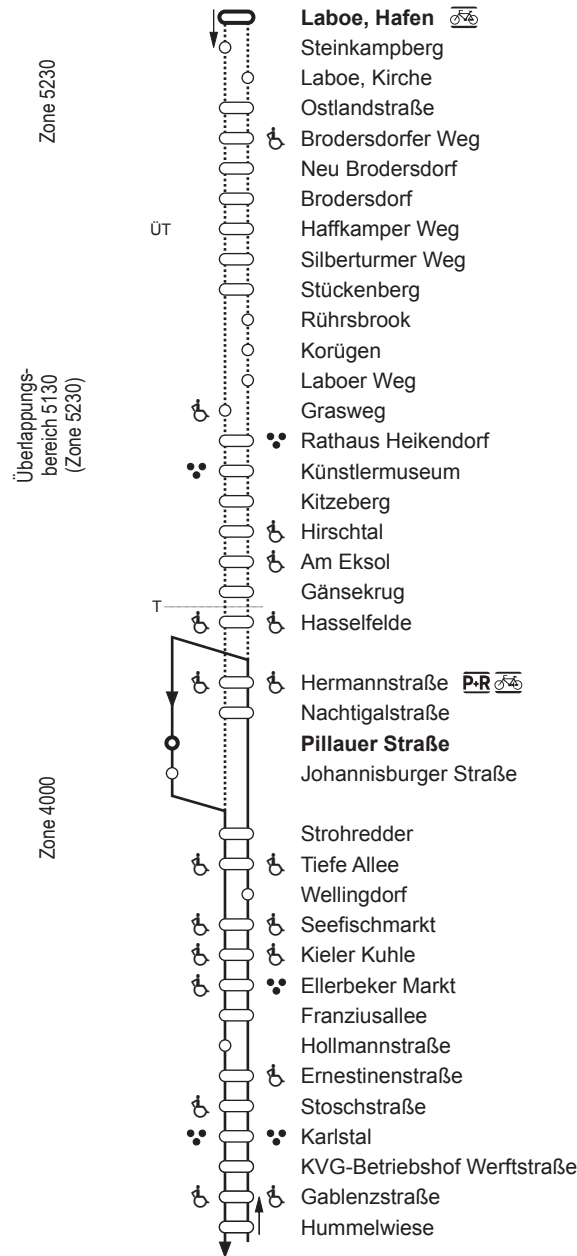 Laboe, Hafen
Steinkampberg
Laboe, Kirche
Zone 5230
Ostlandstraße
Brodersdorfer Weg
Neu Brodersdorf
Brodersdorf
ÜT
Haffkamper Weg
Silberturmer Weg
Stückenberg
Rührsbrook
Korügen
Laboer Weg
Grasweg
Überlappungs-
bereich 5130
(Zone 5230)
Rathaus Heikendorf
Künstlermuseum
Kitzeberg
Hirschtal
Am Eksol
Gänsekrug
T
Hasselfelde
Hermannstraße P+R
Nachtigalstraße
Pillauer Straße
Johannisburger Straße
Zone 4000
Strohredder
Tiefe Allee
Wellingdorf
Seefischmarkt
Kieler Kuhle
Ellerbeker Markt
Franziusallee
Hollmannstraße
Ernestinenstraße
Stoschstraße
Karlstal
KVG-Betriebshof Werftstraße
Gablenzstraße
Hummelwiese